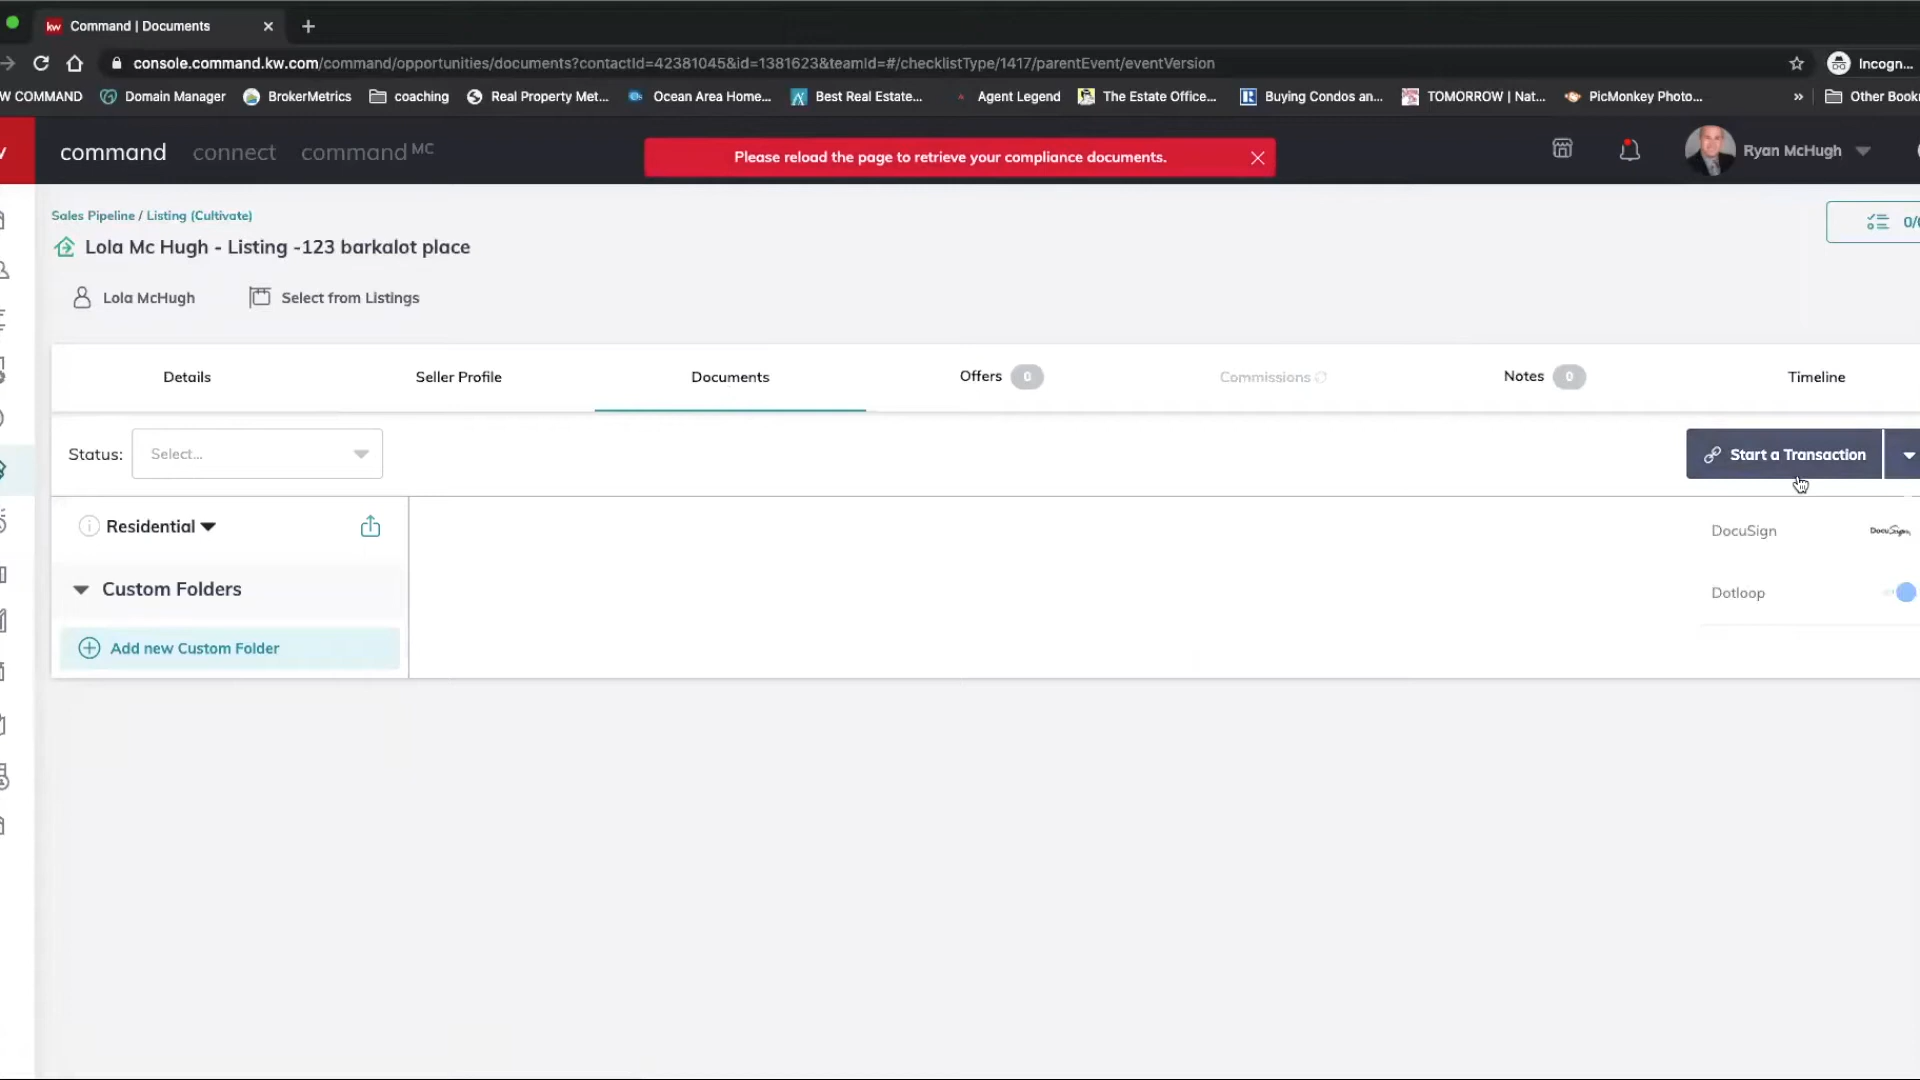 kw Command | Documents
console.command.kw.com/command/opportunities/documents?contactId=42381045&id=1381623&teamId=#/checklistType/1417/parentEvent/eventVersion
Incogn...
W COMMAND Domain Manager BrokerMetrics coaching Real Property Met... Ocean Area Home... Best Real Estate... Agent Legend The Estate Office... Buying Condos an... TOMORROW | Nat... PicMonkey Photo... » Other Book
command connect command MC
Please reload the page to retrieve your compliance documents.
Ryan McHugh
Sales Pipeline / Listing (Cultivate)
0/
Lola Mc Hugh - Listing -123 barkalot place
Lola McHugh Select from Listings
Details Seller Profile Documents Offers 0 Commissions Notes 0 Timeline
Status: Select... Start a Transaction
Residential
DocuSign DocuSign
Custom Folders
Dotloop
Add new Custom Folder